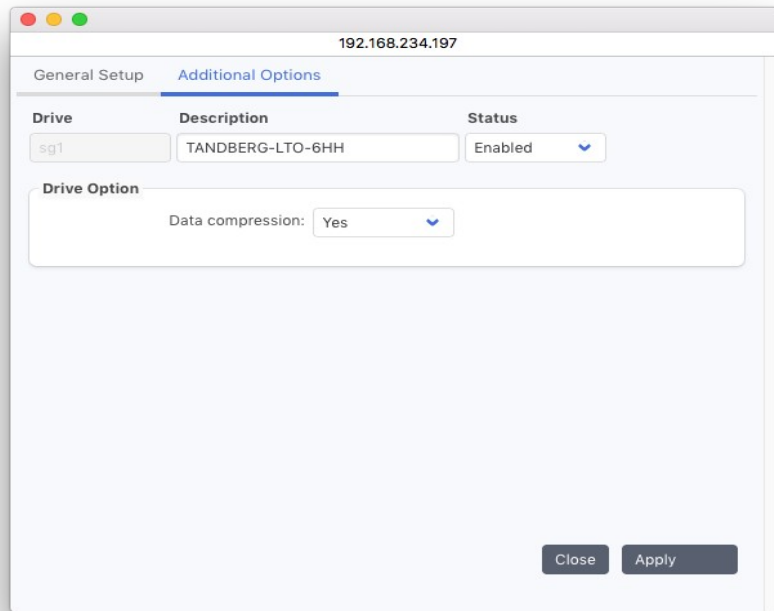 192.168.234.197
General Setup Additional Options
Drive Description Status
sg1 TANDBERG-LTO-6HH Enabled
Drive Option
Data compression: Yes
Close Apply